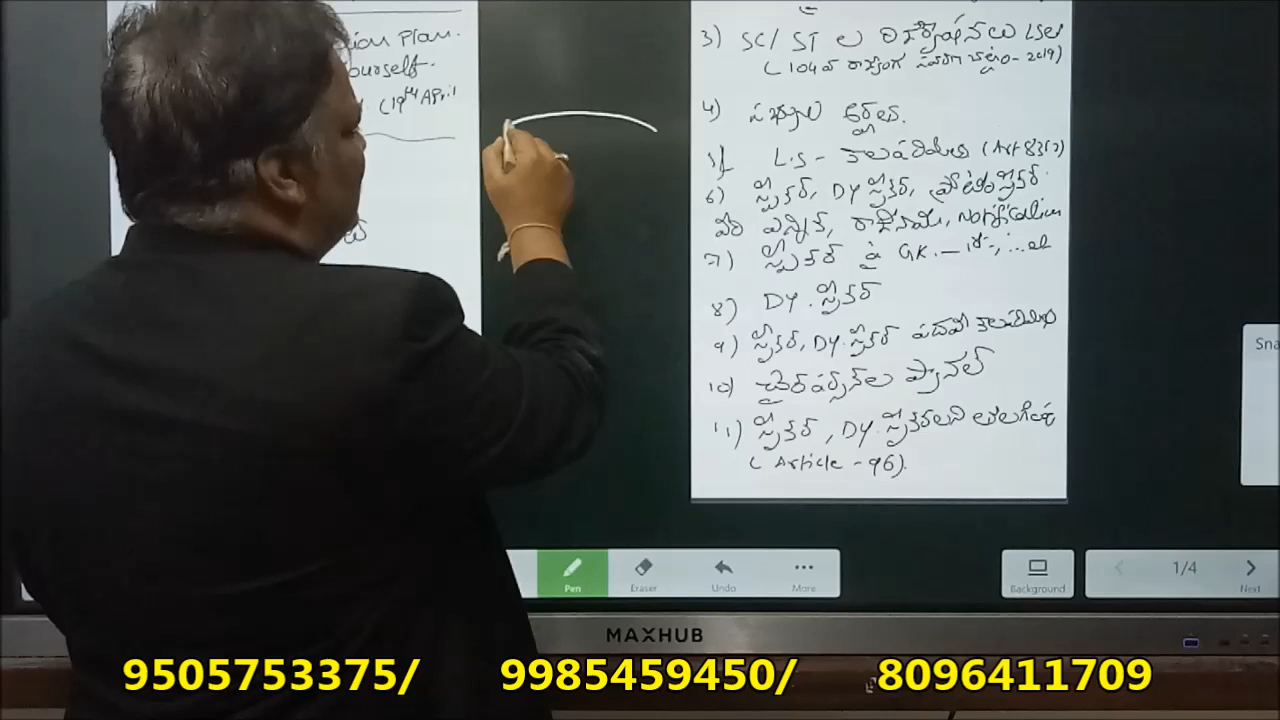 Plan.
ourself.
(19th April
3) SC/ ST ల రిజర్వేషన్లు LSలో
(104వ రాజ్యాంగ సవరణ చట్టం - 2019)
4) సభ్యుల అర్హతలు.
5) L.S - కాలపరిమితి (Art 83(2)
6) స్పీకర్, DY స్పీకర్, ప్రోటెం స్పీకర్.
వీరి ఎన్నిక, రాజీనామా, Notification
7) స్పీకర్ పై GK. — 1st,
8) DY. స్పీకర్
9) స్పీకర్, DY. స్పీకర్ పదవీ కాలపరిమితి
10) చైర్‌పర్సన్‌ల ప్యానల్
11) స్పీకర్, DY. స్పీకర్‌లని తొలగింపు
( Article - 96).
Sna
Pen Eraser Undo More Background 1/4 Next
MAXHUB
9505753375/ 9985459450/ 8096411709